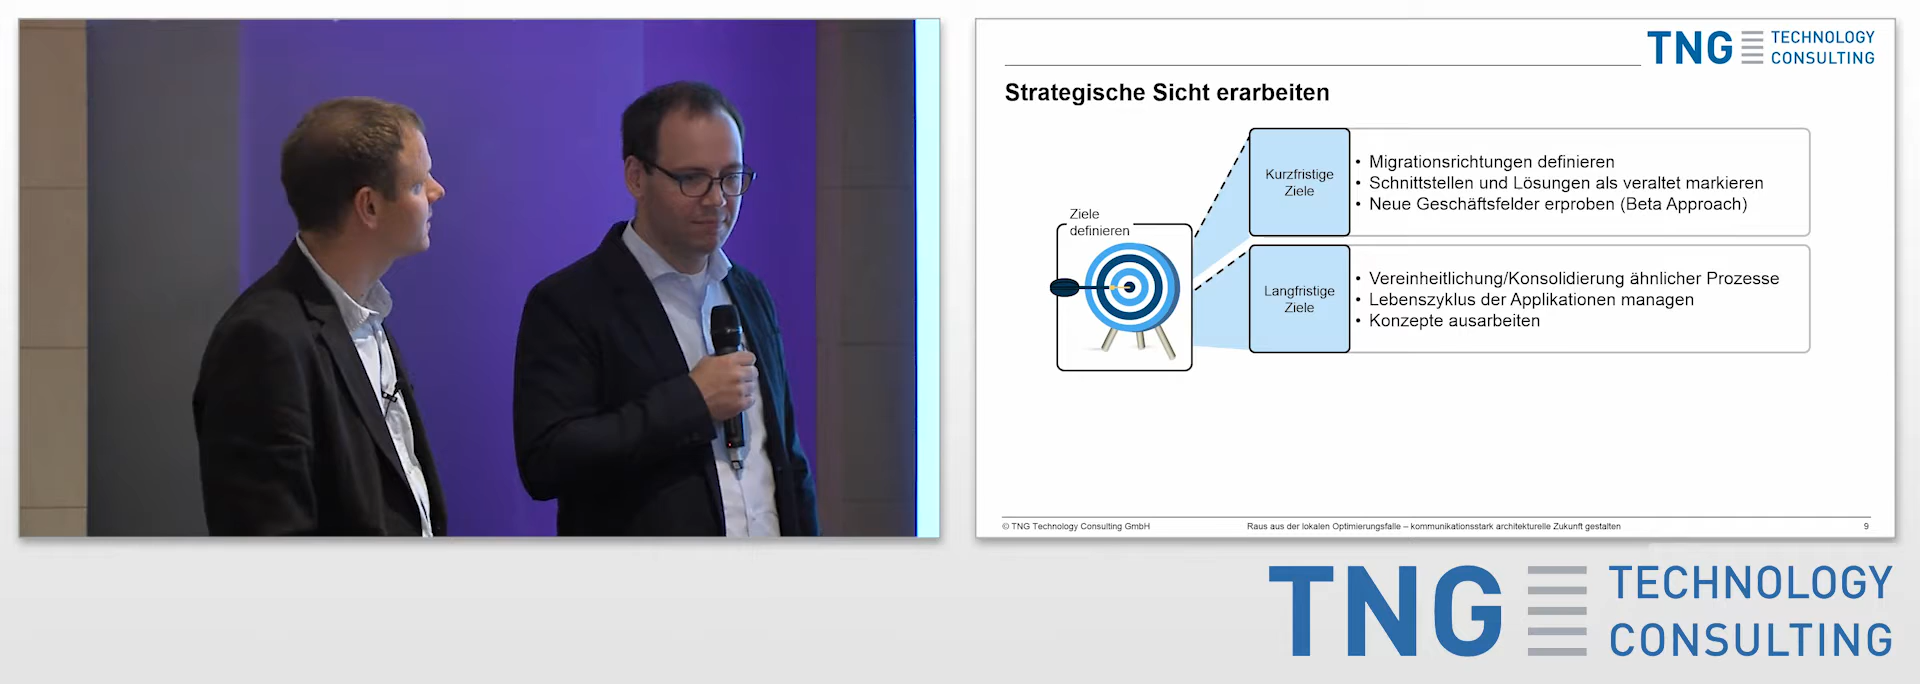 TNG TECHNOLOGY
CONSULTING
Strategische Sicht erarbeiten
Ziele
definieren
Kurzfristige
Ziele
• Migrationsrichtungen definieren
• Schnittstellen und Lösungen als veraltet markieren
• Neue Geschäftsfelder erproben (Beta Approach)
Langfristige
Ziele
• Vereinheitlichung/Konsolidierung ähnlicher Prozesse
• Lebenszyklus der Applikationen managen
• Konzepte ausarbeiten
© TNG Technology Consulting GmbH Raus aus der lokalen Optimierungsfalle – kommunikationsstark architekturelle Zukunft gestalten 9
TNG TECHNOLOGY
CONSULTING